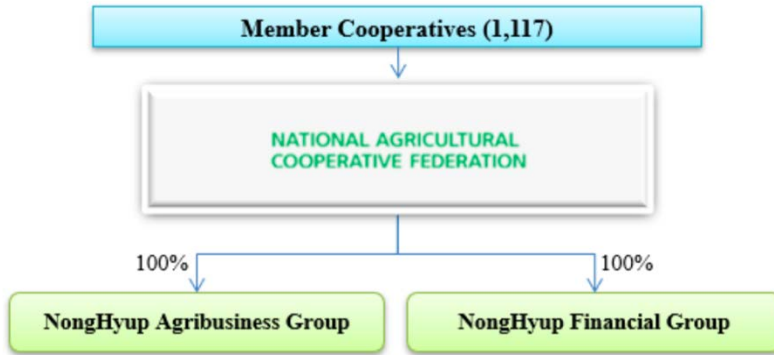 Member Cooperatives (1,117)
NATIONAL AGRICULTURAL
COOPERATIVE FEDERATION
100%
100%
NongHyup Agribusiness Group
NongHyup Financial Group